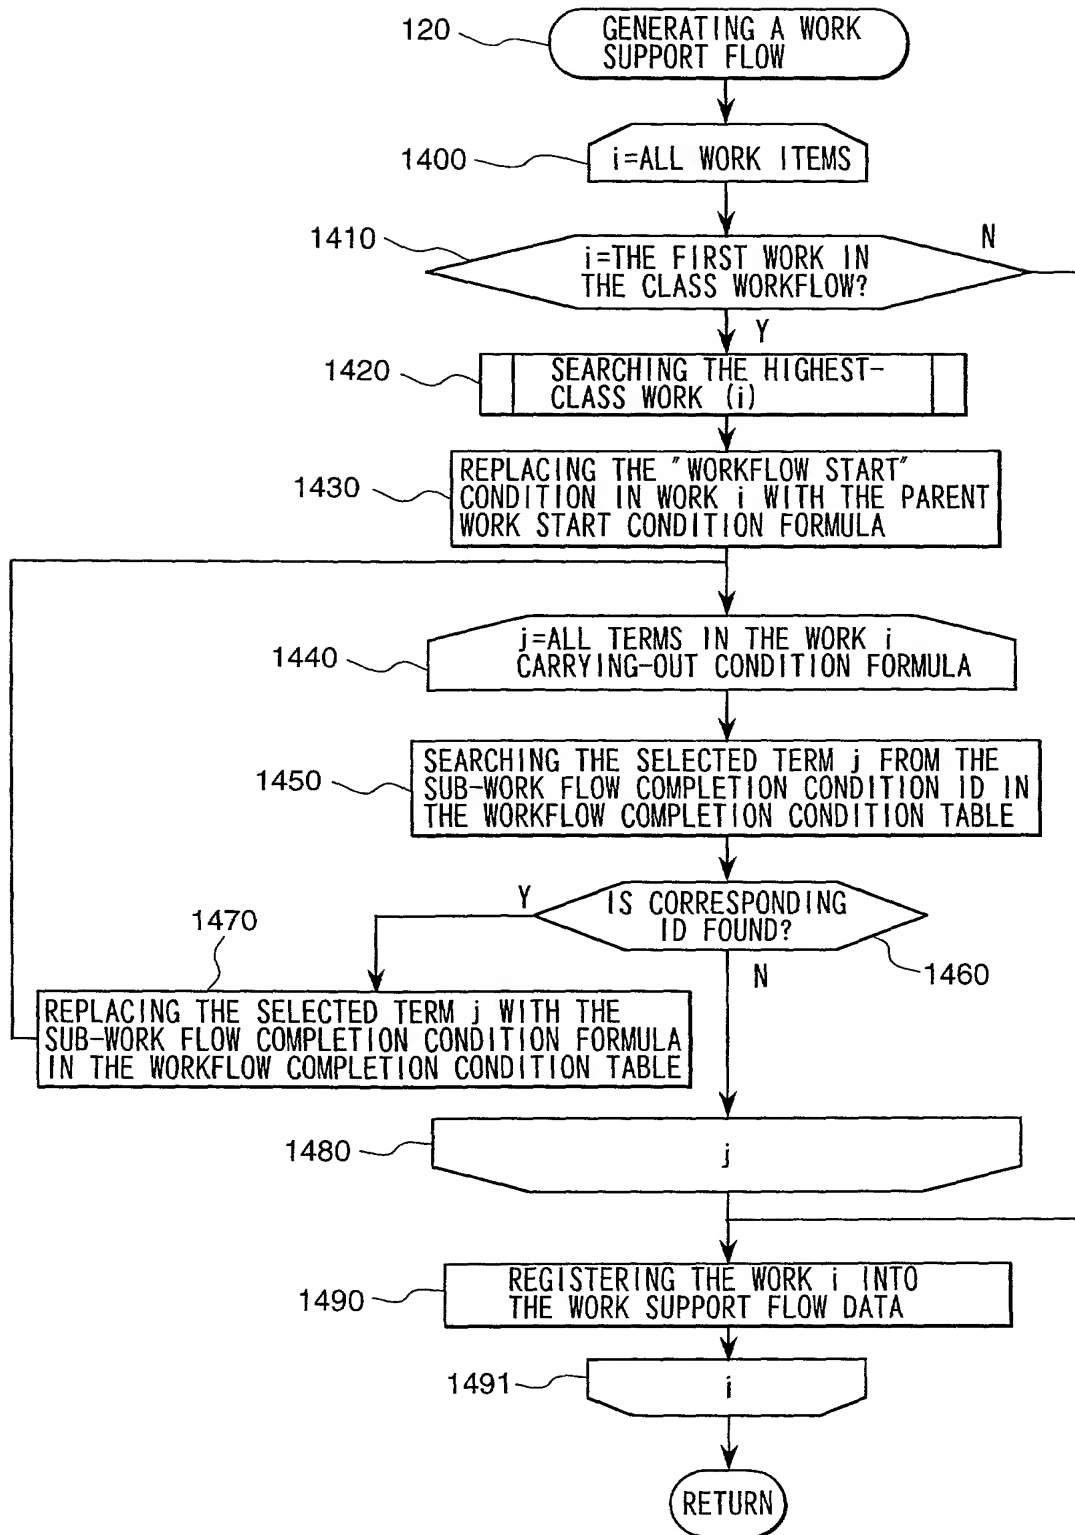 120
GENERATING A WORK
SUPPORT FLOW
1400
i=ALL WORK ITEMS
1410
N
i=THE FIRST WORK IN
THE CLASS WORKFLOW?
Y
1420
SEARCHING THE HIGHEST-
CLASS WORK (i)
1430
REPLACING THE "WORKFLOW START"
CONDITION IN WORK i WITH THE PARENT
WORK START CONDITION FORMULA
1440
j=ALL TERMS IN THE WORK i
CARRYING-OUT CONDITION FORMULA
1450
SEARCHING THE SELECTED TERM j FROM THE
SUB-WORK FLOW COMPLETION CONDITION ID IN
THE WORKFLOW COMPLETION CONDITION TABLE
Y
IS CORRESPONDING
ID FOUND?
1460
N
1470
REPLACING THE SELECTED TERM j WITH THE
SUB-WORK FLOW COMPLETION CONDITION FORMULA
IN THE WORKFLOW COMPLETION CONDITION TABLE
1480
j
1490
REGISTERING THE WORK i INTO
THE WORK SUPPORT FLOW DATA
1491
i
RETURN